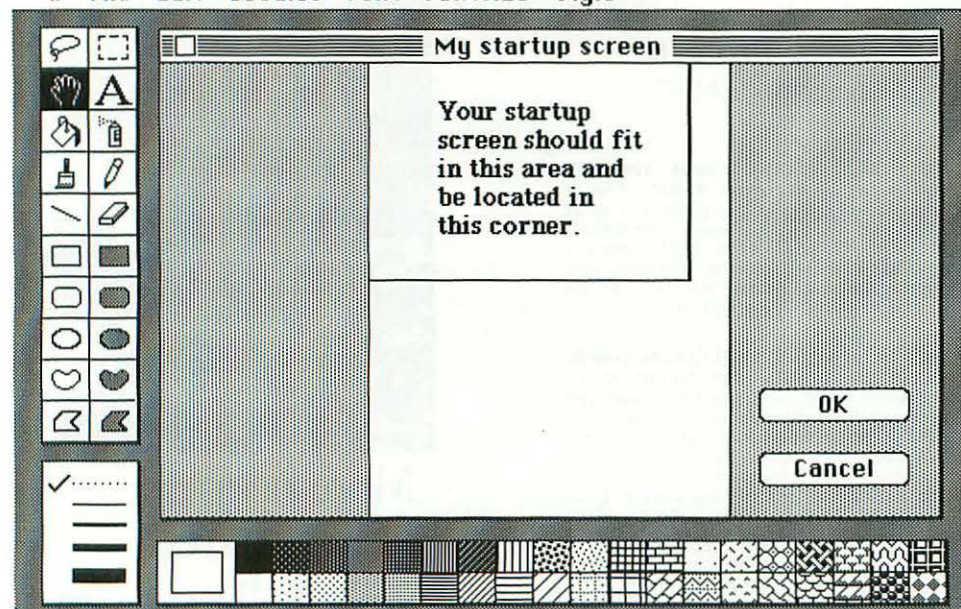 My startup screen
A
Your startup
screen should fit
in this area and
be located in
this corner.
OK
Cancel